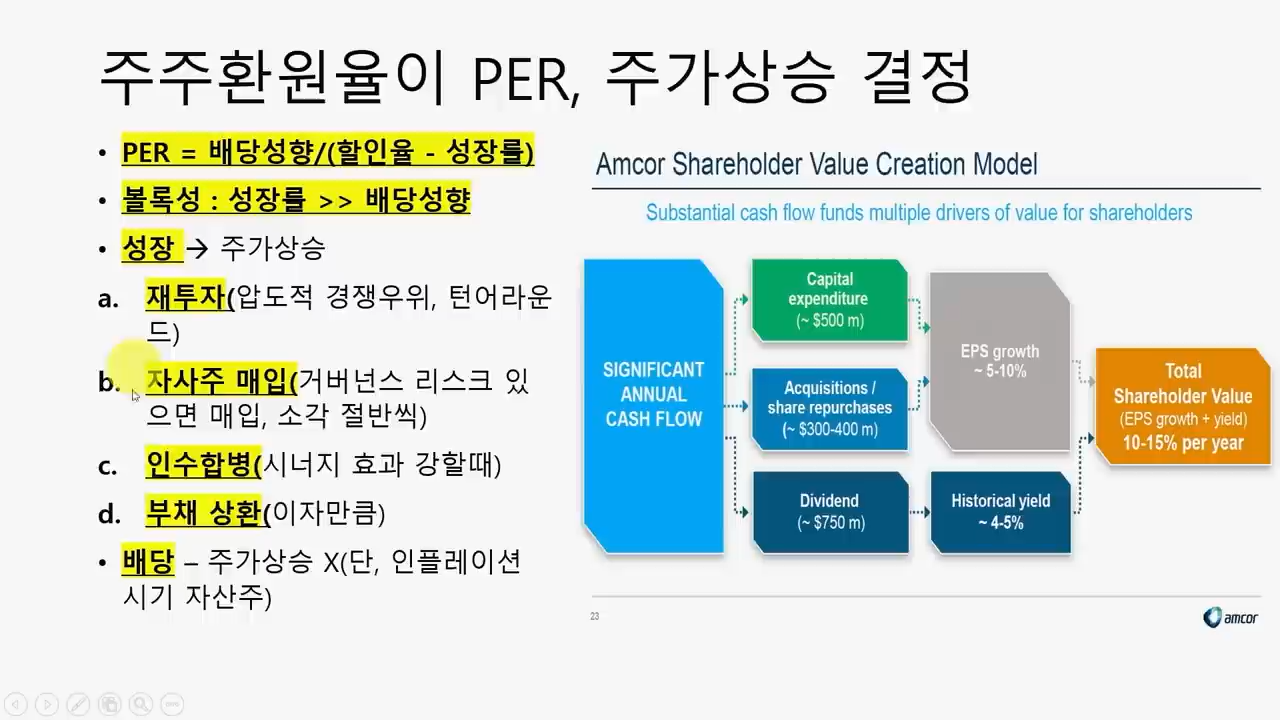 주주환원율이 PER, 주가상승 결정
• PER = 배당성향/(할인율 - 성장률)
• 볼록성 : 성장률 >> 배당성향
• 성장 → 주가상승
a. 재투자(압도적 경쟁우위, 턴어라운
드)
b. 자사주 매입(거버넌스 리스크 있
으면 매입, 소각 절반씩)
c. 인수합병(시너지 효과 강할때)
d. 부채 상환(이자만큼)
• 배당 – 주가상승 X(단, 인플레이션
시기 자산주)
Amcor Shareholder Value Creation Model
Substantial cash flow funds multiple drivers of value for shareholders
SIGNIFICANT
ANNUAL
CASH FLOW
Capital
expenditure
(~ $500 m)
Acquisitions /
share repurchases
(~ $300-400 m)
Dividend
(~ $750 m)
EPS growth
~ 5-10%
Historical yield
~ 4-5%
Total
Shareholder Value
(EPS growth + yield)
10-15% per year
23
amcor